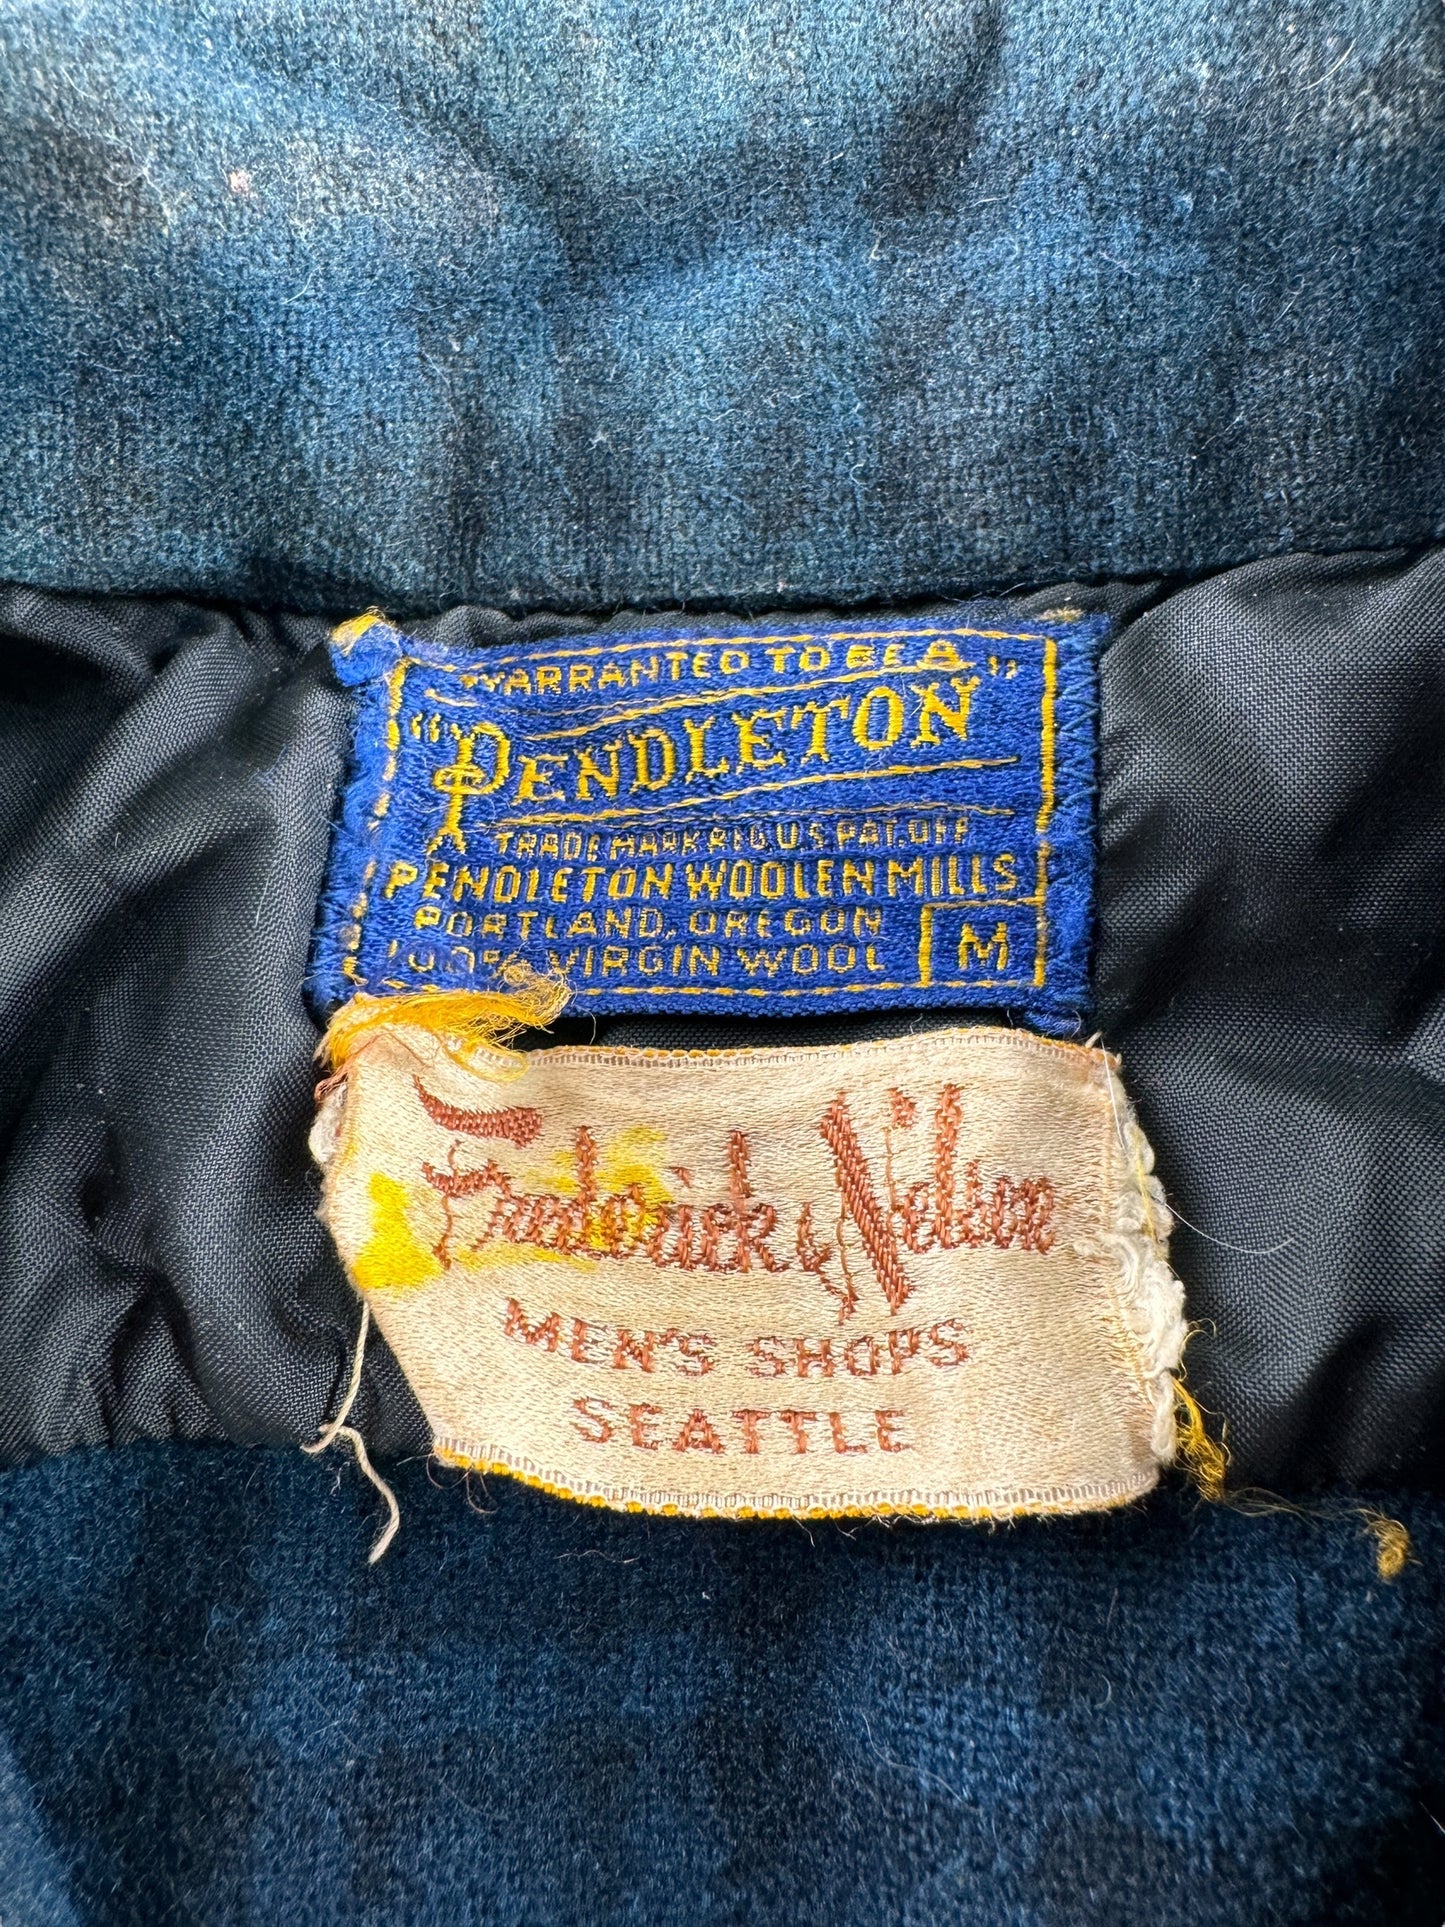 WARRANTED TO BE A
"PENDLETON"
TRADE MARK REG U.S. PAT. OFF
PENDLETON WOOLEN MILLS
PORTLAND, OREGON
100% VIRGIN WOOL
M
Frederick & Nelson
MEN'S SHOPS
SEATTLE